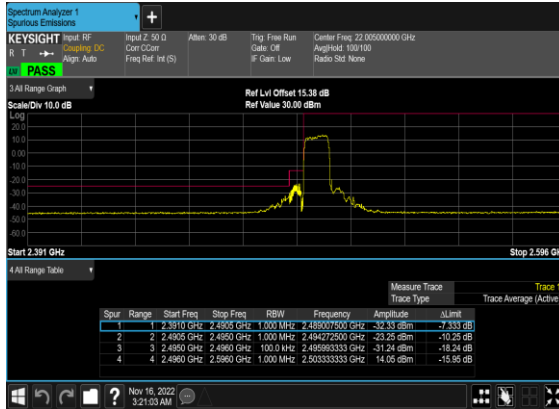 Spectrum Analyzer 1
Spurious Emissions
+
KEYSIGHT Input: RF Input Z: 50 Ω Atten: 30 dB Trig: Free Run Center Freq: 22.005000000 GHz
R T Coupling: DC Corr CCorr Gate: Off Avg|Hold: 100/100
Align: Auto Freq Ref: Int (S) IF Gain: Low Radio Std: None
PASS
3 All Range Graph
Ref Lvl Offset 15.38 dB
Scale/Div 10.0 dB Ref Value 30.00 dBm
Log
20.0
10.0
0.00
-10.0
-20.0
-30.0
-40.0
-50.0
-60.0
Start 2.391 GHz Stop 2.596 GH
4 All Range Table
Measure Trace Trace 1
Trace Type Trace Average (Active
Spur Range Start Freq Stop Freq RBW Frequency Amplitude ΔLimit
1 1 2.3910 GHz 2.4905 GHz 1.000 MHz 2.489007500 GHz -32.33 dBm -7.333 dB
2 2 2.4905 GHz 2.4950 GHz 1.000 MHz 2.494272500 GHz -23.25 dBm -10.25 dB
3 3 2.4950 GHz 2.4960 GHz 100.0 kHz 2.495993333 GHz -31.24 dBm -18.24 dB
4 4 2.4960 GHz 2.5960 GHz 1.000 MHz 2.503333333 GHz 14.05 dBm -15.95 dB
?
Nov 16, 2022
3:21:03 AM